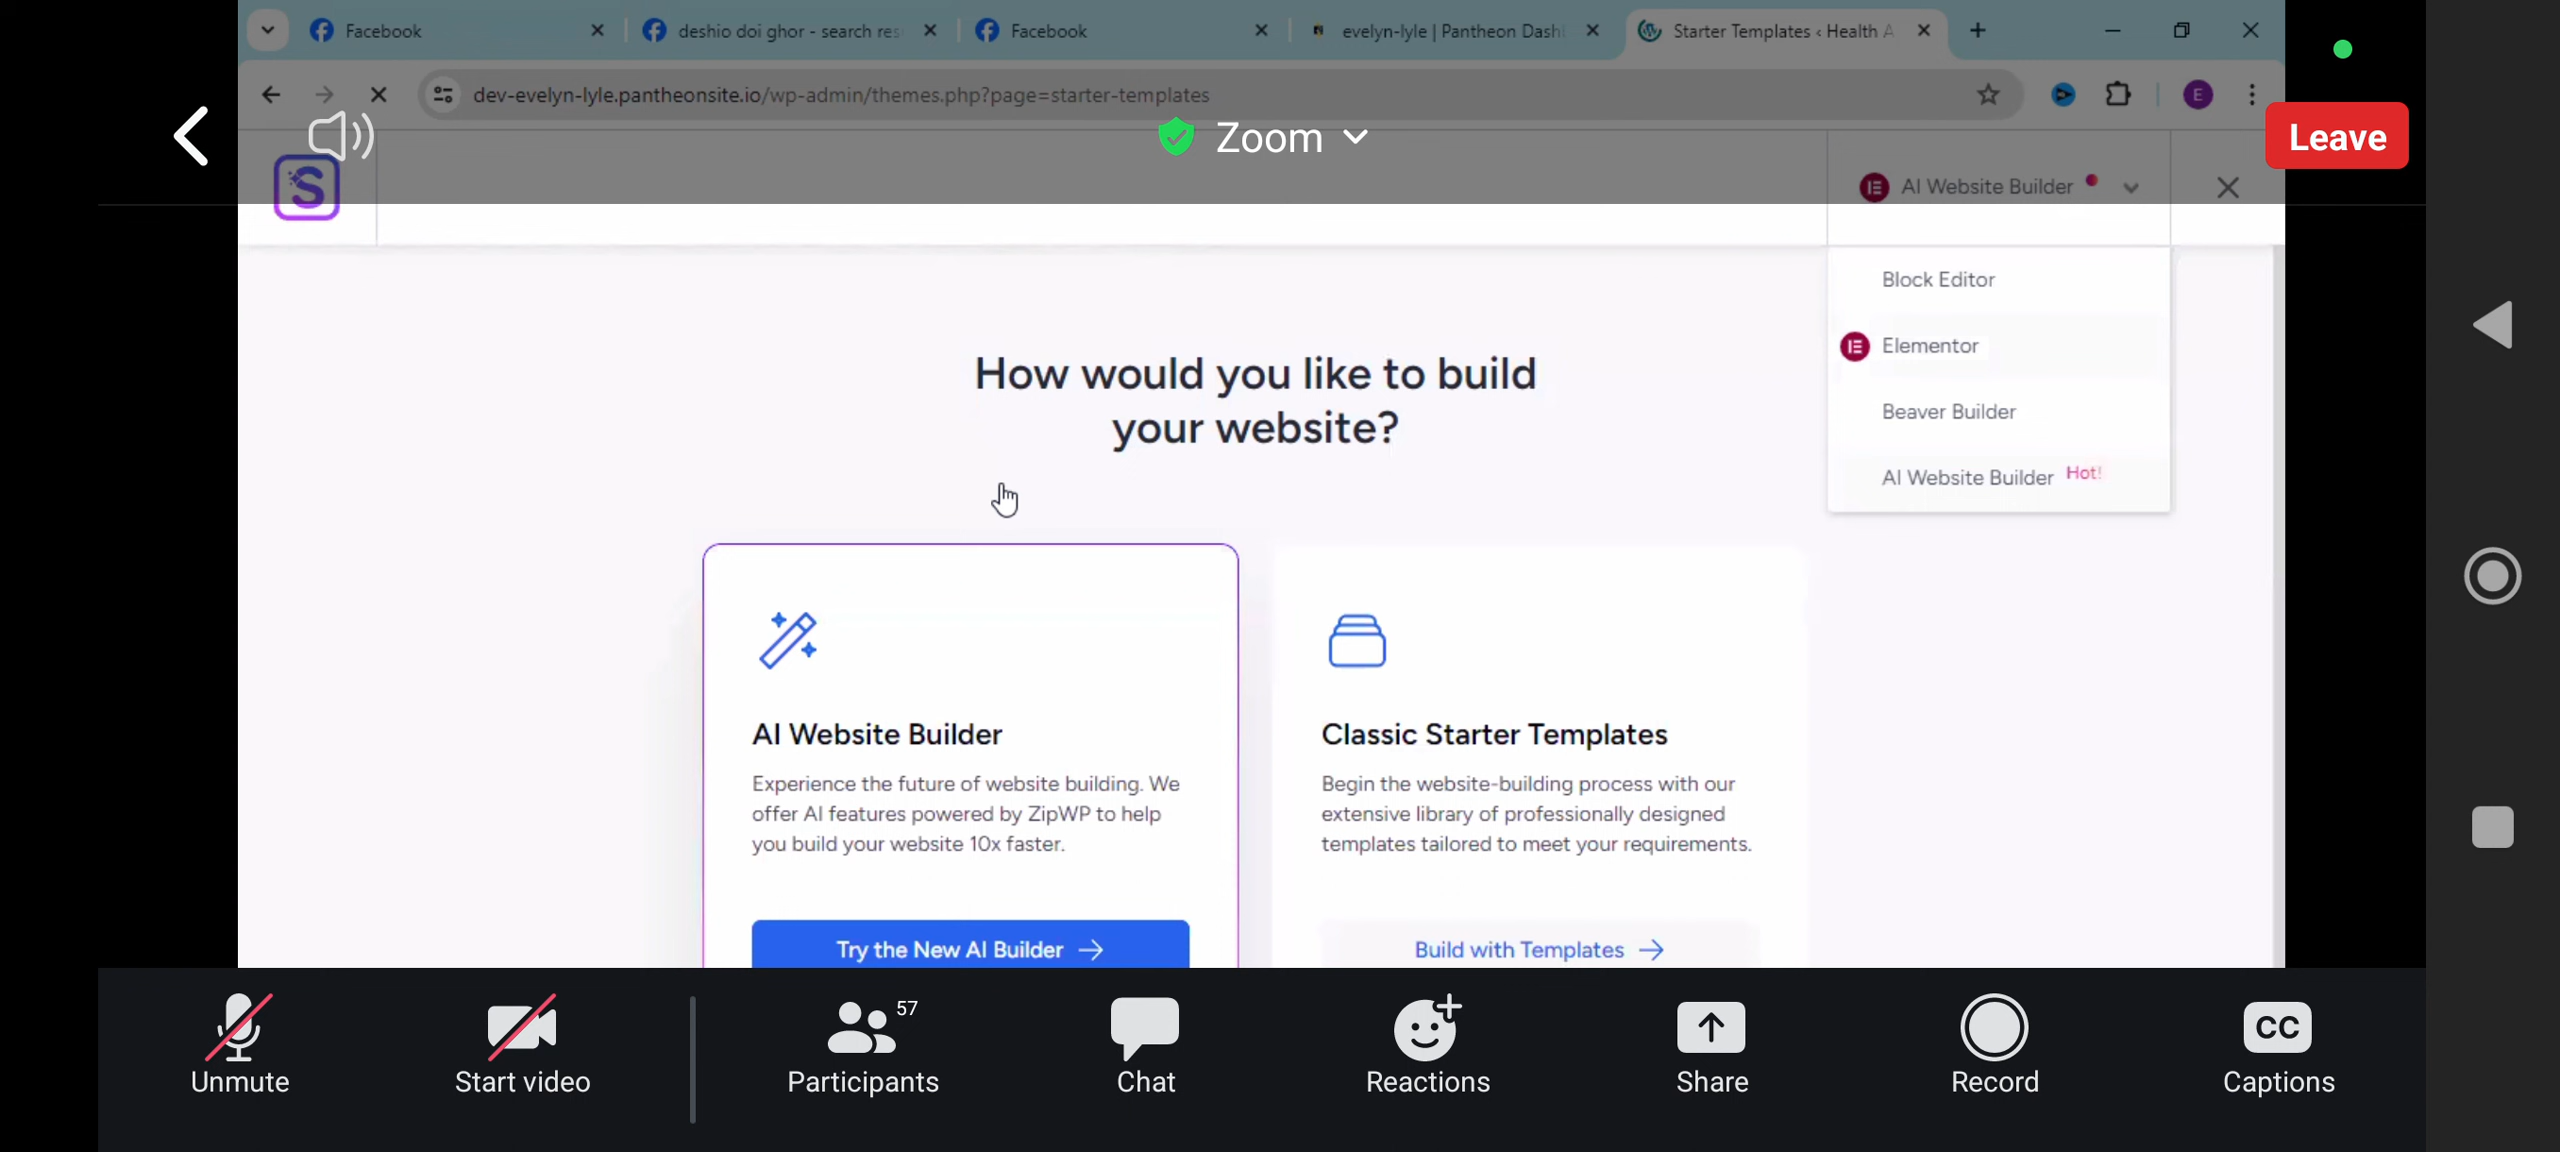 Facebook
deshio doi ghor - search res
Facebook
evelyn-lyle | Pantheon Dash
Starter Templates ‹ Health A
dev-evelyn-lyle.pantheonsite.io/wp-admin/themes.php?page=starter-templates
E
Zoom
Leave
S
AI Website Builder
Block Editor
Elementor
Beaver Builder
AI Website Builder Hot!
How would you like to build
your website?
AI Website Builder
Experience the future of website building. We
offer AI features powered by ZipWP to help
you build your website 10x faster.
Try the New AI Builder
Classic Starter Templates
Begin the website-building process with our
extensive library of professionally designed
templates tailored to meet your requirements.
Build with Templates
Unmute
Start video
57
Participants
Chat
Reactions
Share
Record
CC
Captions